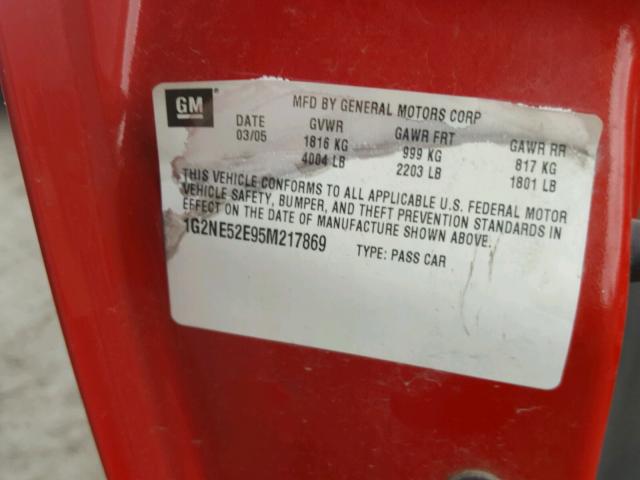 GM
MFD BY GENERAL MOTORS CORP
DATE GVWR GAWR FRT GAWR RR
03/05 1816 KG 999 KG 817 KG
4004 LB 2203 LB 1801 LB
THIS VEHICLE CONFORMS TO ALL APPLICABLE U.S. FEDERAL MOTOR
VEHICLE SAFETY, BUMPER, AND THEFT PREVENTION STANDARDS IN
EFFECT ON THE DATE OF MANUFACTURE SHOWN ABOVE.
1G2NE52E95M217869 TYPE: PASS CAR